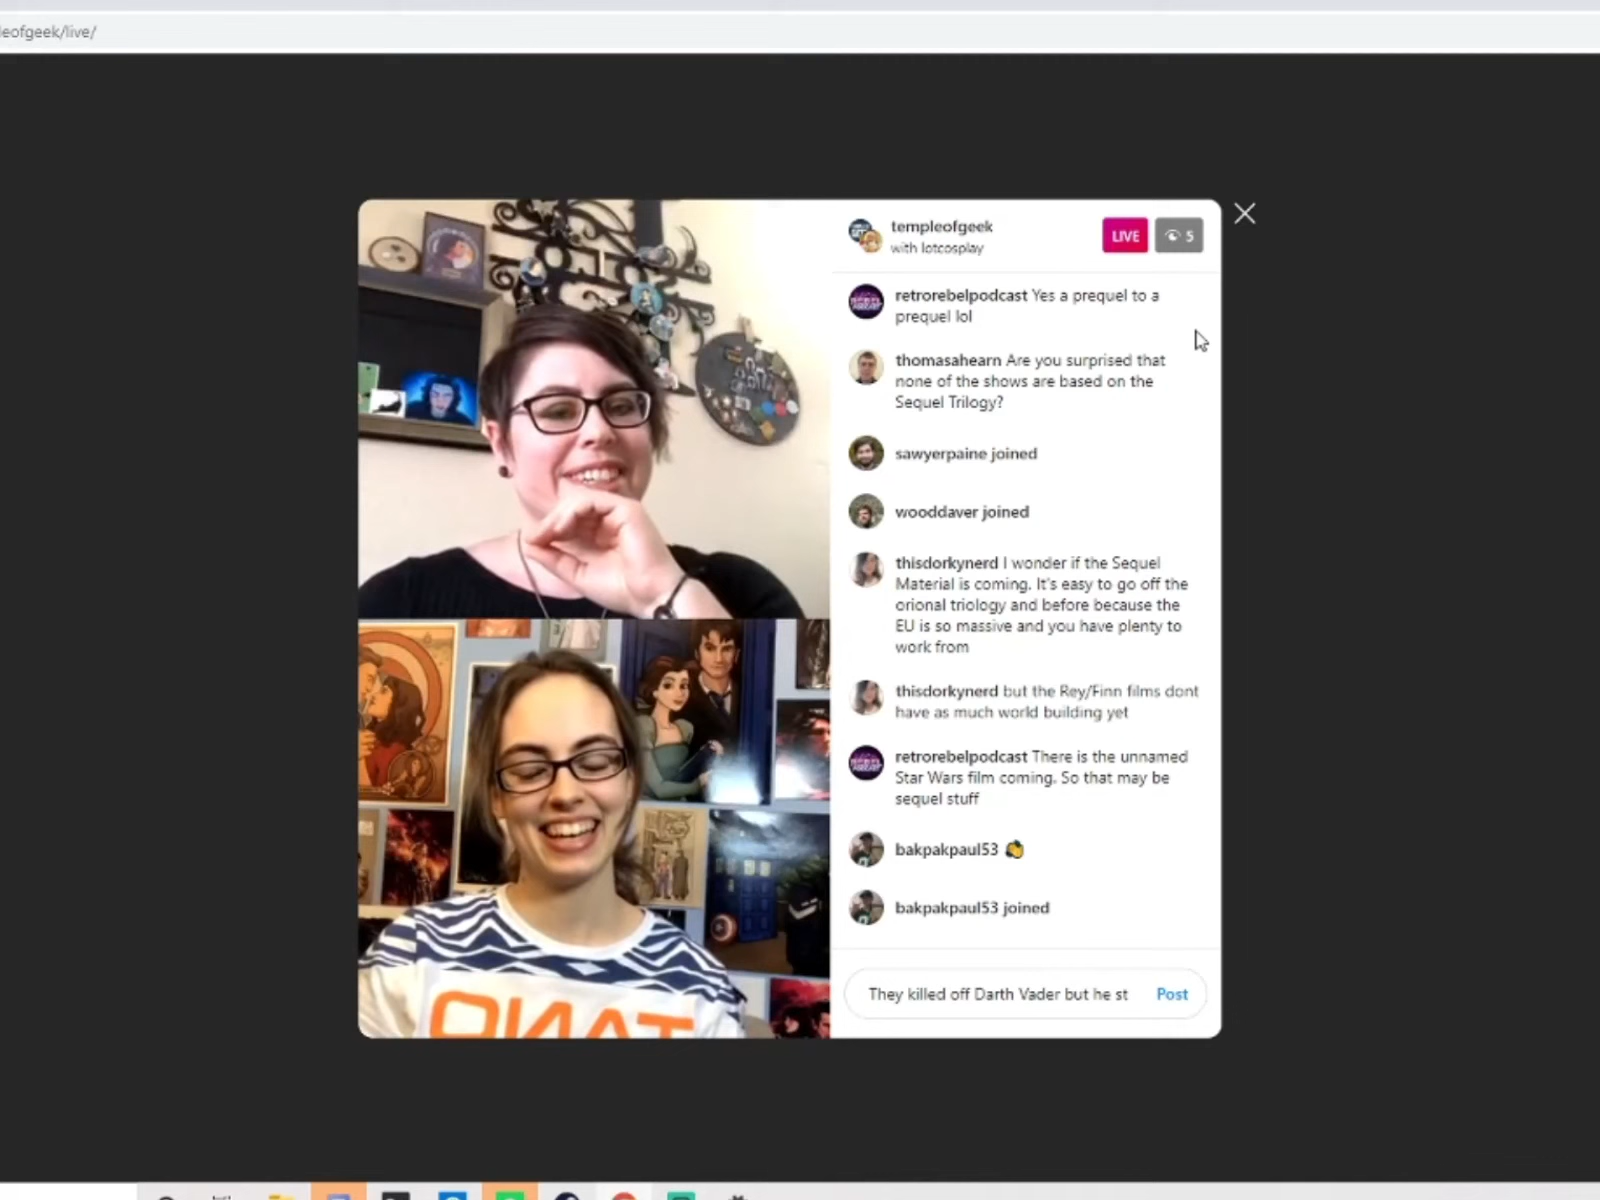 leofgeek/live/
templeofgeek
with lotcosplay
LIVE
5
retrorebelpodcast Yes a prequel to a
prequel lol
thomasahearn Are you surprised that
none of the shows are based on the
Sequel Trilogy?
sawyerpaine joined
wooddaver joined
thisdorkynerd I wonder if the Sequel
Material is coming. It's easy to go off the
orional triology and before because the
EU is so massive and you have plenty to
work from
thisdorkynerd but the Rey/Finn films dont
have as much world building yet
retrorebelpodcast There is the unnamed
Star Wars film coming. So that may be
sequel stuff
bakpakpaul53 👏
bakpakpaul53 joined
They killed off Darth Vader but he st
Post